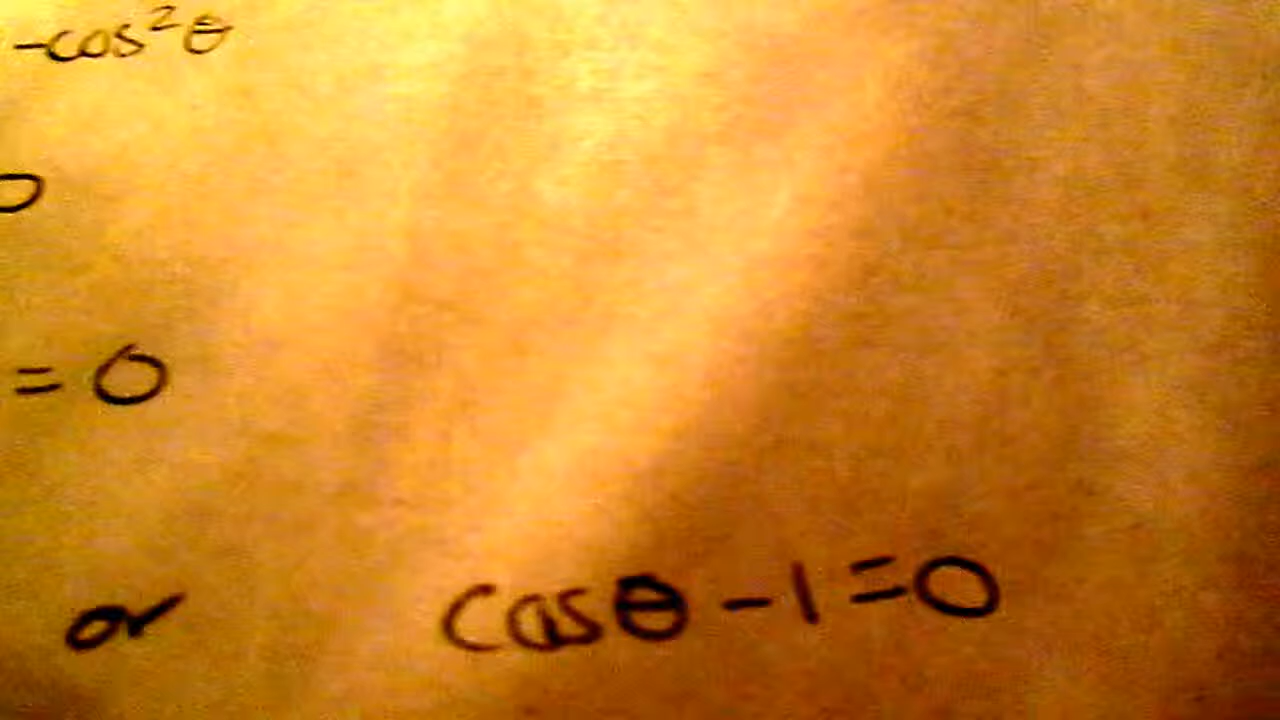 -cos²θ
0
= 0
or cosθ - 1 = 0